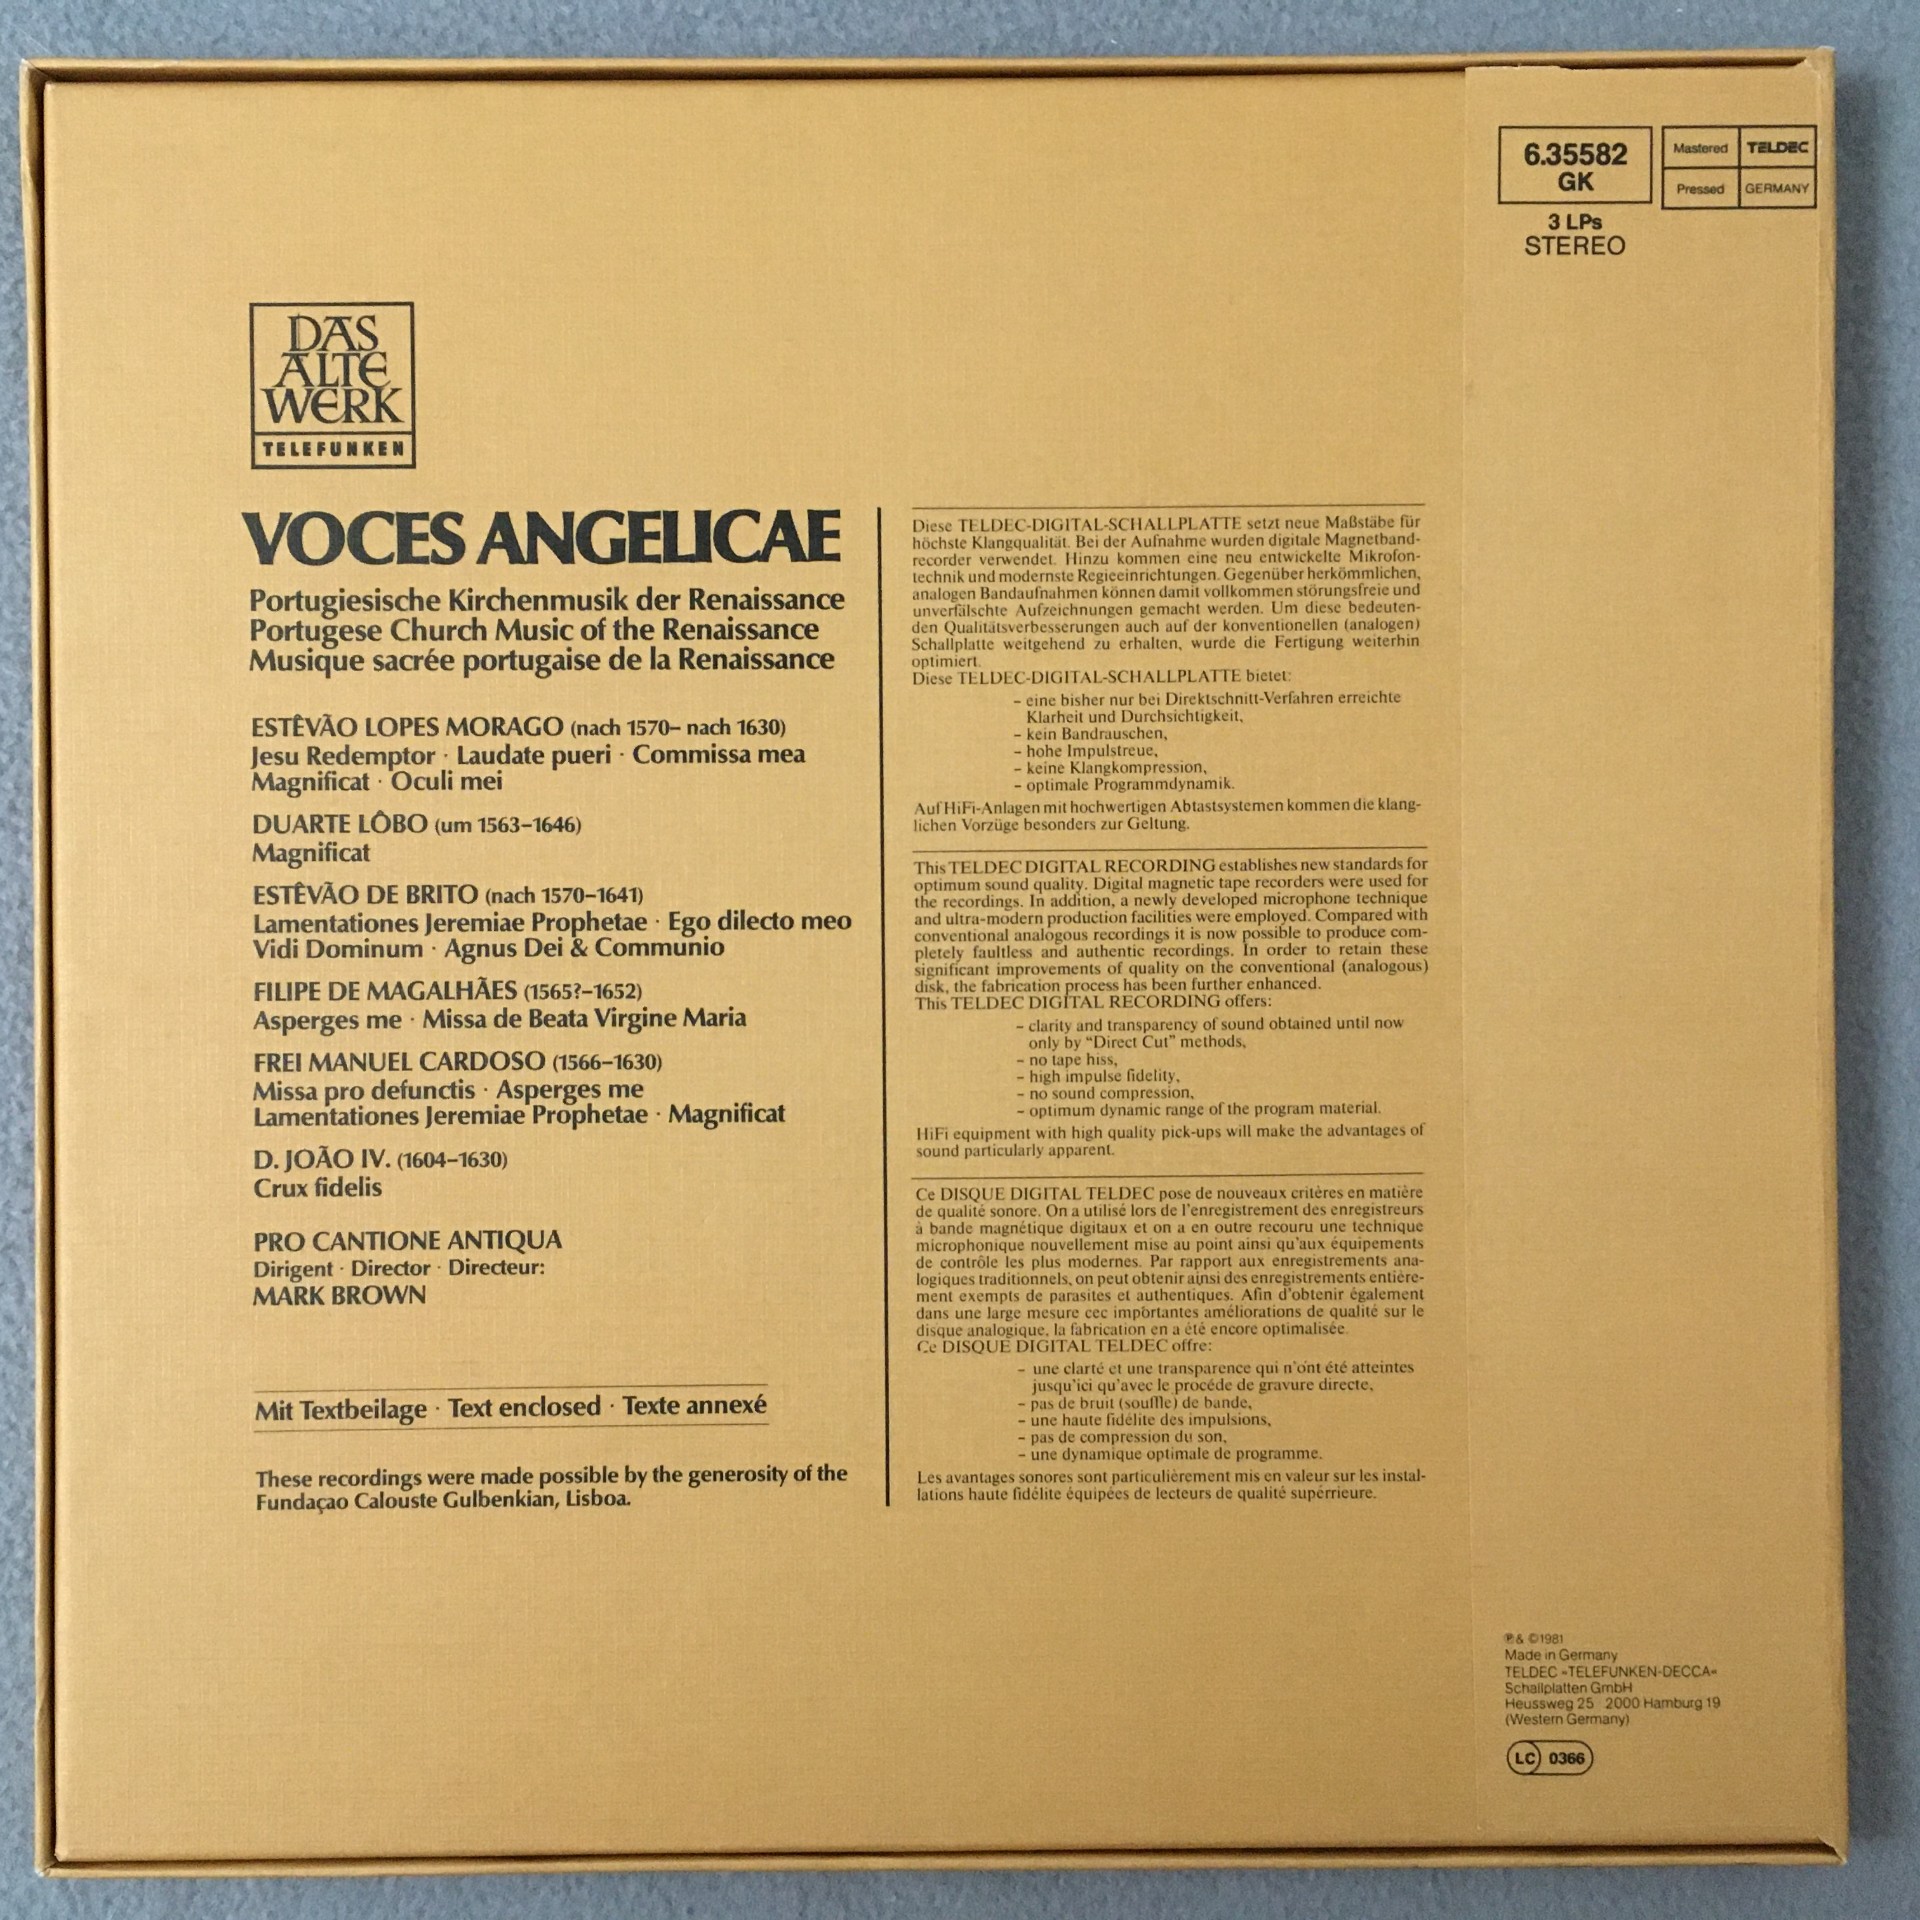 6.35582
GK
3 LPs
STEREO
Mastered TELDEC
Pressed GERMANY
DAS
ALTE
WERK
TELEFUNKEN
VOCES ANGELICAE
Portugiesische Kirchenmusik der Renaissance
Portugese Church Music of the Renaissance
Musique sacrée portugaise de la Renaissance
ESTÊVÃO LOPES MORAGO (nach 1570– nach 1630)
Jesu Redemptor · Laudate pueri · Commissa mea
Magnificat · Oculi mei
DUARTE LÔBO (um 1563–1646)
Magnificat
ESTÊVÃO DE BRITO (nach 1570–1641)
Lamentationes Jeremiae Prophetae · Ego dilecto meo
Vidi Dominum · Agnus Dei & Communio
FILIPE DE MAGALHÃES (1565?–1652)
Asperges me · Missa de Beata Virgine Maria
FREI MANUEL CARDOSO (1566–1630)
Missa pro defunctis · Asperges me
Lamentationes Jeremiae Prophetae · Magnificat
D. JOÃO IV. (1604–1630)
Crux fidelis
PRO CANTIONE ANTIQUA
Dirigent · Director · Directeur:
MARK BROWN
Mit Textbeilage · Text enclosed · Texte annexé
These recordings were made possible by the generosity of the
Fundaçao Calouste Gulbenkian, Lisboa.
Diese TELDEC-DIGITAL-SCHALLPLATTE setzt neue Maßstäbe für
höchste Klangqualität. Bei der Aufnahme wurden digitale Magnetband-
recorder verwendet. Hinzu kommen eine neu entwickelte Mikrofon-
technik und modernste Regieeinrichtungen. Gegenüber herkömmlichen,
analogen Bandaufnahmen können damit vollkommen störungsfreie und
unverfälschte Aufzeichnungen gemacht werden. Um diese bedeuten-
den Qualitätsverbesserungen auch auf der konventionellen (analogen)
Schallplatte weitgehend zu erhalten, wurde die Fertigung weiterhin
optimiert.
Diese TELDEC-DIGITAL-SCHALLPLATTE bietet:
– eine bisher nur bei Direktschnitt-Verfahren erreichte
Klarheit und Durchsichtigkeit,
– kein Bandrauschen,
– hohe Impulstreue,
– keine Klangkompression,
– optimale Programmdynamik.
Auf HiFi-Anlagen mit hochwertigen Abtastsystemen kommen die klang-
lichen Vorzüge besonders zur Geltung.
This TELDEC DIGITAL RECORDING establishes new standards for
optimum sound quality. Digital magnetic tape recorders were used for
the recordings. In addition, a newly developed microphone technique
and ultra-modern production facilities were employed. Compared with
conventional analogous recordings it is now possible to produce com-
pletely faultless and authentic recordings. In order to retain these
significant improvements of quality on the conventional (analogous)
disk, the fabrication process has been further enhanced.
This TELDEC DIGITAL RECORDING offers:
– clarity and transparency of sound obtained until now
only by “Direct Cut” methods,
– no tape hiss,
– high impulse fidelity,
– no sound compression,
– optimum dynamic range of the program material.
HiFi equipment with high quality pick-ups will make the advantages of
sound particularly apparent.
Ce DISQUE DIGITAL TELDEC pose de nouveaux critères en matière
de qualité sonore. On a utilisé lors de l'enregistrement des enregistreurs
à bande magnétique digitaux et on a en outre recouru une technique
microphonique nouvellement mise au point ainsi qu'aux équipements
de contrôle les plus modernes. Par rapport aux enregistrements ana-
logiques traditionnels, on peut obtenir ainsi des enregistrements entière-
ment exempts de parasites et authentiques. Afin d'obtenir également
dans une large mesure cec importantes améliorations de qualité sur le
disque analogique, la fabrication en a été encore optimalisée.
Ce DISQUE DIGITAL TELDEC offre:
– une clarté et une transparence qui n'ont été atteintes
jusqu'ici qu'avec le procéde de gravure directe,
– pas de bruit (souffle) de bande,
– une haute fidélite des impulsions,
– pas de compression du son,
– une dynamique optimale de programme.
Les avantages sonores sont particulièrement mis en valeur sur les instal-
lations haute fidélite équipées de lecteurs de qualité supérrieure.
℗ & © 1981
Made in Germany
TELDEC »TELEFUNKEN-DECCA«
Schallplatten GmbH
Heussweg 25 · 2000 Hamburg 19
(Western Germany)
LC 0366